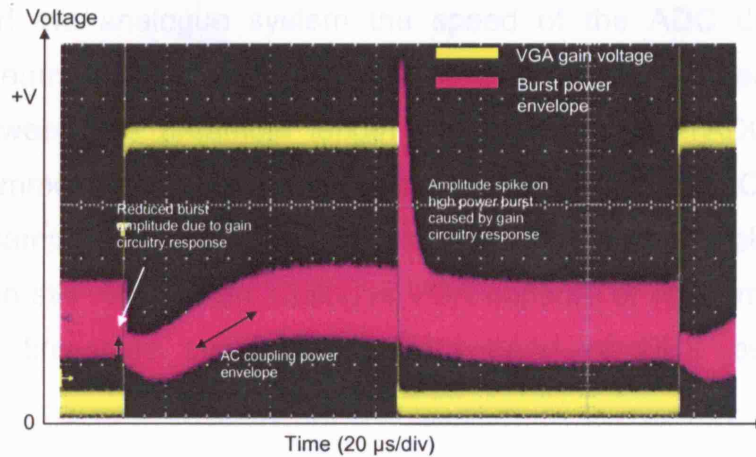 Voltage
VGA gain voltage
Burst power
envelope
+V
Reduced burst
amplitude due to gain
circuitry response
Amplitude spike on
high power burst
caused by gain
circuitry response
AC coupling power
envelope
0
Time (20 µs/div)